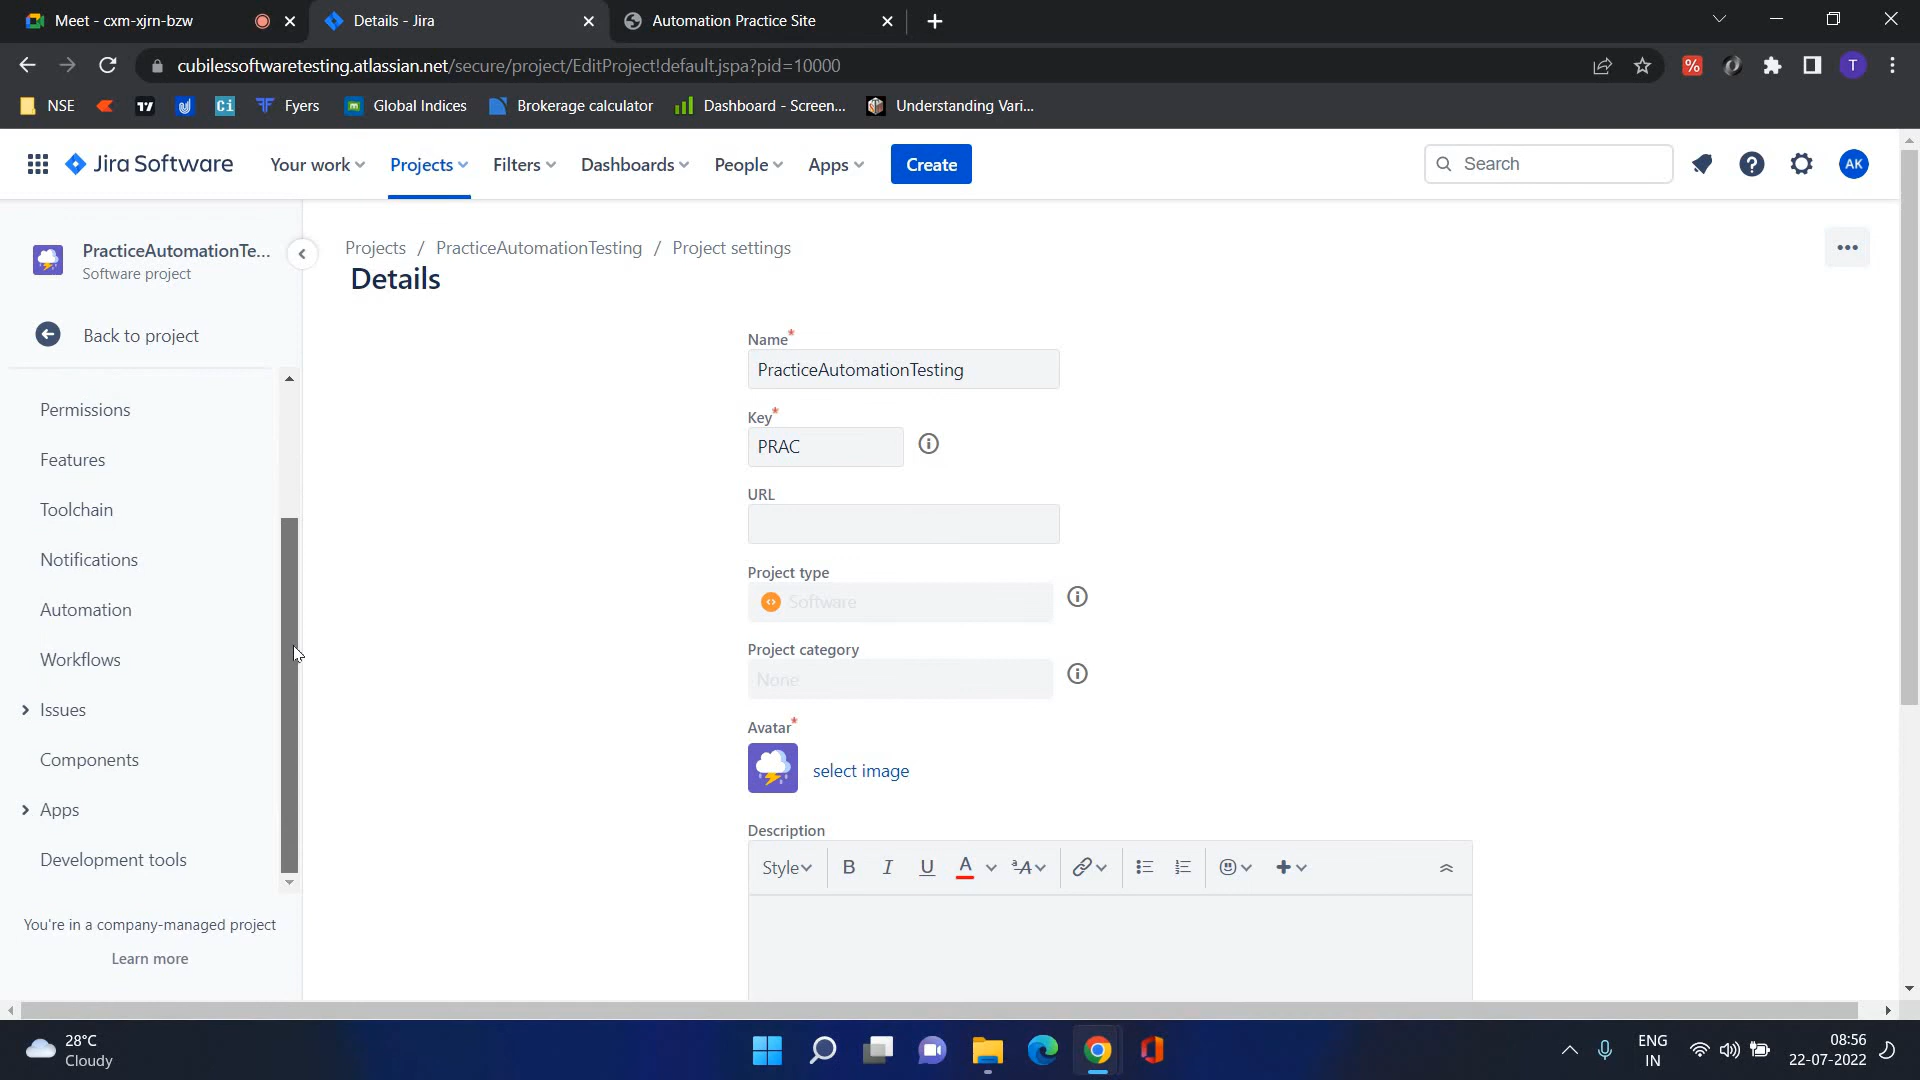 Meet - cxm-xjrn-bzw
Details - Jira
Automation Practice Site
cubilessoftwaretesting.atlassian.net/secure/project/EditProject!default.jspa?pid=10000
T
NSE
Ci
Fyers
Global Indices
Brokerage calculator
Dashboard - Screen...
Understanding Vari...
Jira Software
Your work
Projects
Filters
Dashboards
People
Apps
Create
Search
AK
PracticeAutomationTe...
Software project
Back to project
Permissions
Features
Toolchain
Notifications
Automation
Workflows
Issues
Components
Apps
Development tools
You're in a company-managed project
Learn more
Projects / PracticeAutomationTesting / Project settings
Details
Name*
PracticeAutomationTesting
Key*
PRAC
URL
Project type
Software
Project category
None
Avatar*
select image
Description
Style
B I U A ªA
28°C
Cloudy
ENG
IN
08:56
22-07-2022